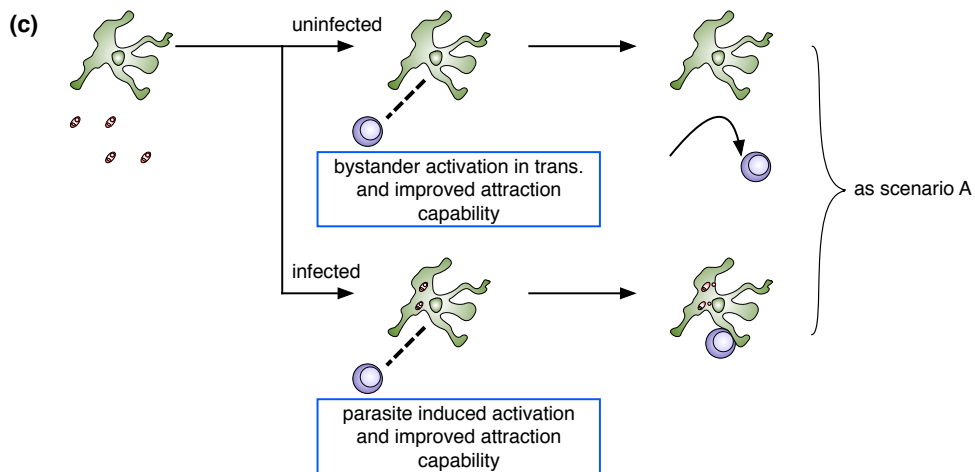 (c)
uninfected
bystander activation in trans.
and improved attraction
capability
as scenario A
infected
parasite induced activation
and improved attraction
capability